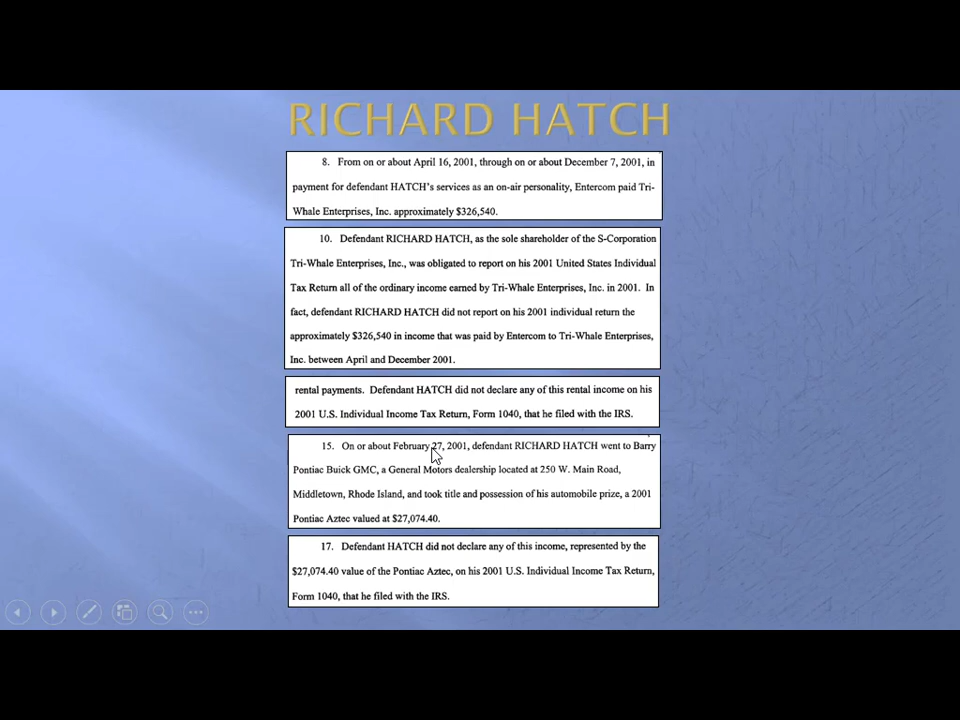 RICHARD HATCH
8. From on or about April 16, 2001, through on or about December 7, 2001, in
payment for defendant HATCH's services as an on-air personality, Entercom paid Tri-
Whale Enterprises, Inc. approximately $326,540.
10. Defendant RICHARD HATCH, as the sole shareholder of the S-Corporation
Tri-Whale Enterprises, Inc., was obligated to report on his 2001 United States Individual
Tax Return all of the ordinary income earned by Tri-Whale Enterprises, Inc. in 2001. In
fact, defendant RICHARD HATCH did not report on his 2001 individual return the
approximately $326,540 in income that was paid by Entercom to Tri-Whale Enterprises,
Inc. between April and December 2001.
rental payments. Defendant HATCH did not declare any of this rental income on his
2001 U.S. Individual Income Tax Return, Form 1040, that he filed with the IRS.
15. On or about February 27, 2001, defendant RICHARD HATCH went to Barry
Pontiac Buick GMC, a General Motors dealership located at 250 W. Main Road,
Middletown, Rhode Island, and took title and possession of his automobile prize, a 2001
Pontiac Aztec valued at $27,074.40.
17. Defendant HATCH did not declare any of this income, represented by the
$27,074.40 value of the Pontiac Aztec, on his 2001 U.S. Individual Income Tax Return,
Form 1040, that he filed with the IRS.